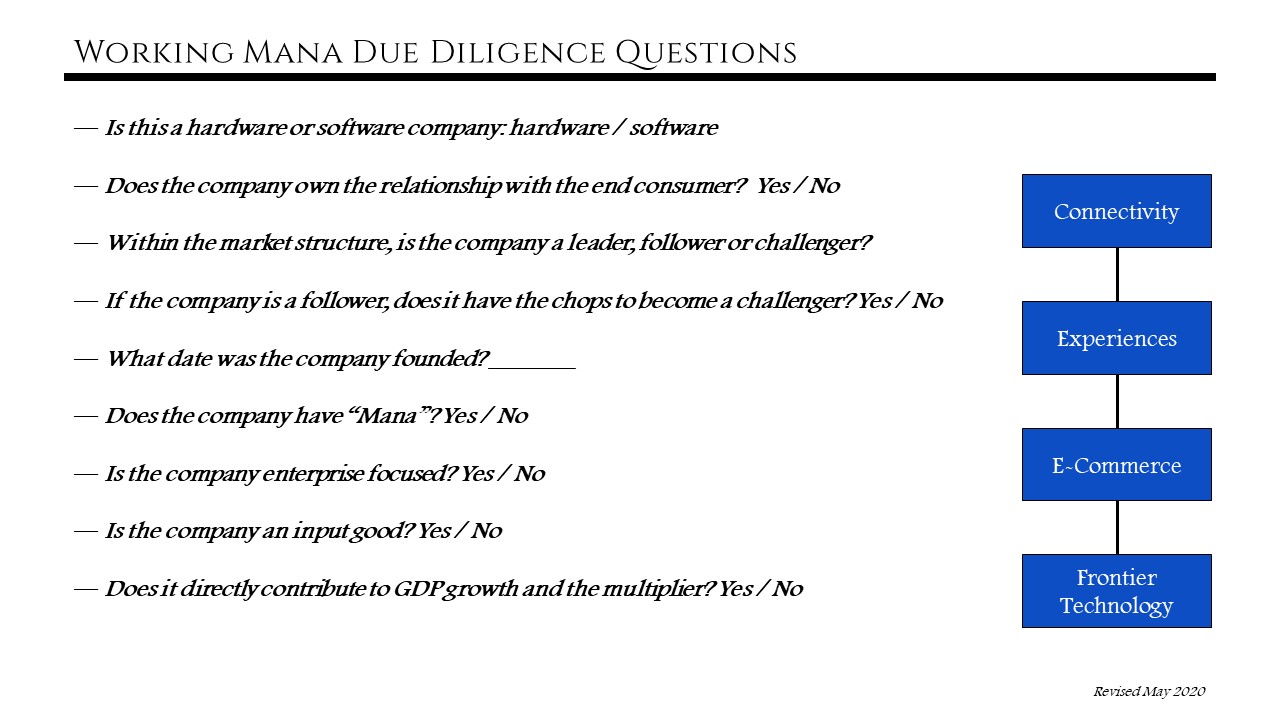 Working Mana Due Diligence Questions
— Is this a hardware or software company: hardware / software
— Does the company own the relationship with the end consumer? Yes / No
— Within the market structure, is the company a leader, follower or challenger?
— If the company is a follower, does it have the chops to become a challenger? Yes / No
— What date was the company founded? ________
— Does the company have “Mana”? Yes / No
— Is the company enterprise focused? Yes / No
— Is the company an input good? Yes / No
— Does it directly contribute to GDP growth and the multiplier? Yes / No
Connectivity
Experiences
E-Commerce
Frontier
Technology
Revised May 2020